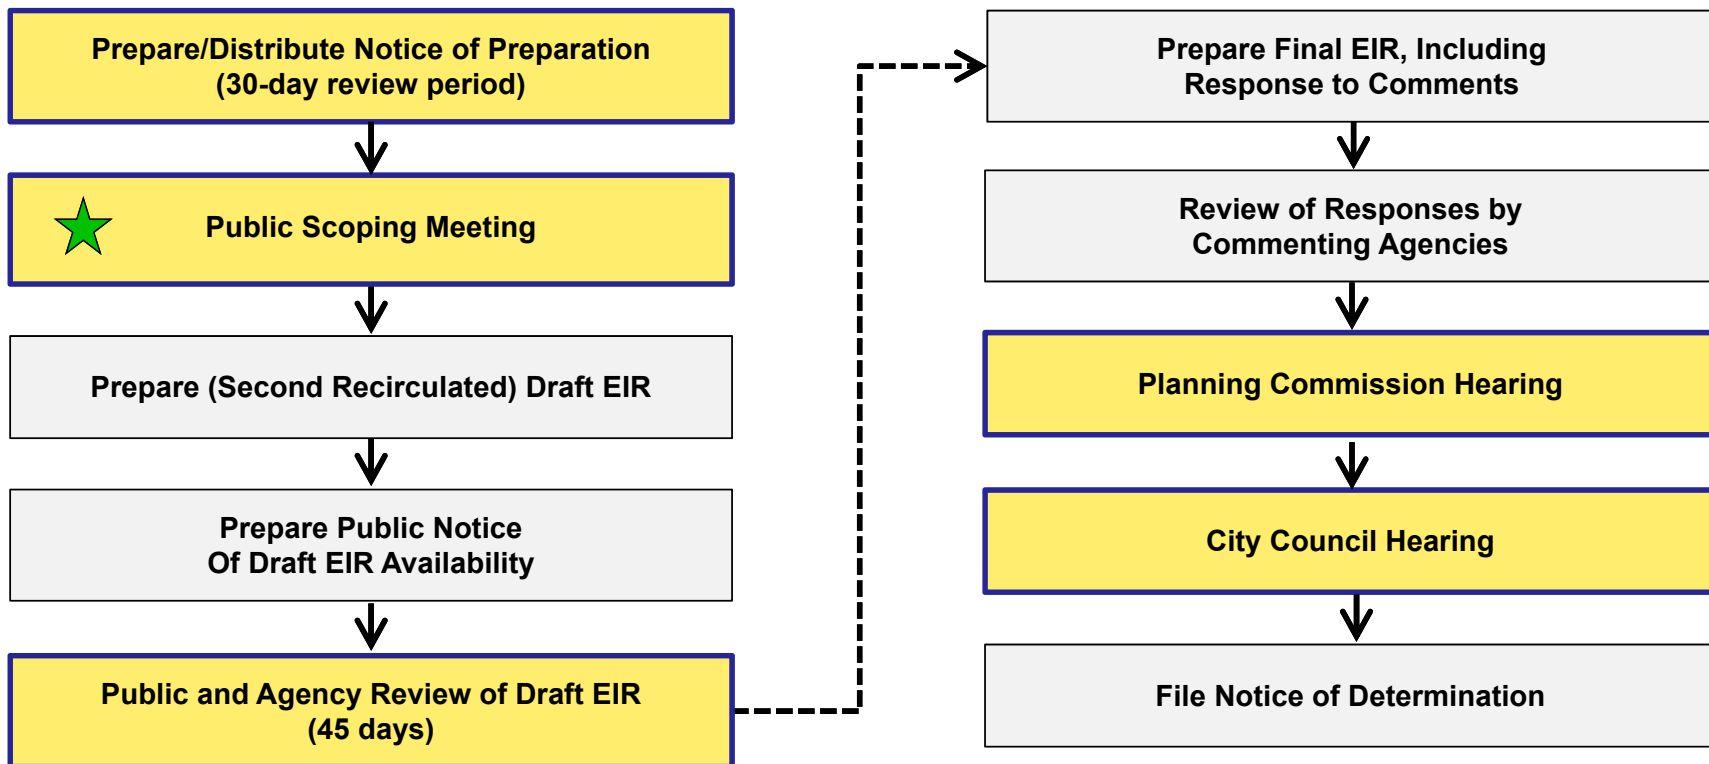 Prepare/Distribute Notice of Preparation
(30-day review period)
Public Scoping Meeting
Prepare (Second Recirculated) Draft EIR
Prepare Public Notice
Of Draft EIR Availability
Public and Agency Review of Draft EIR
(45 days)
Prepare Final EIR, Including
Response to Comments
Review of Responses by
Commenting Agencies
Planning Commission Hearing
City Council Hearing
File Notice of Determination